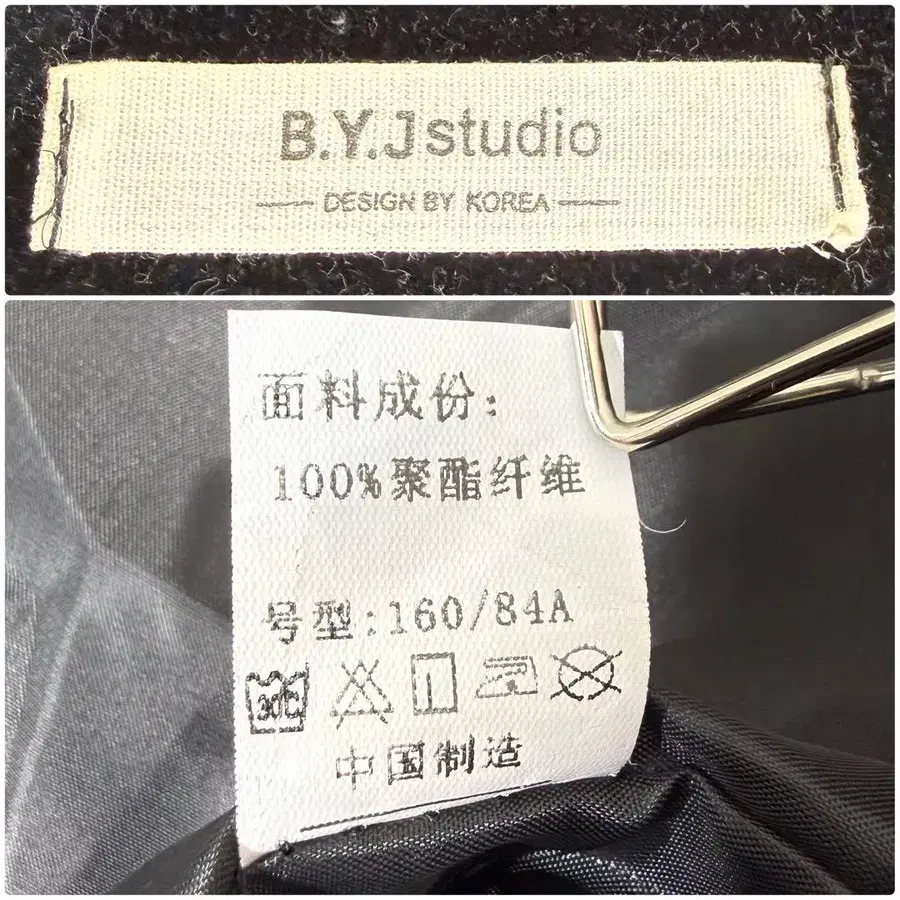 B.Y.Jstudio
DESIGN BY KOREA
面料成份:
100%聚酯纤维
号型:160/84A
30℃
中国制造